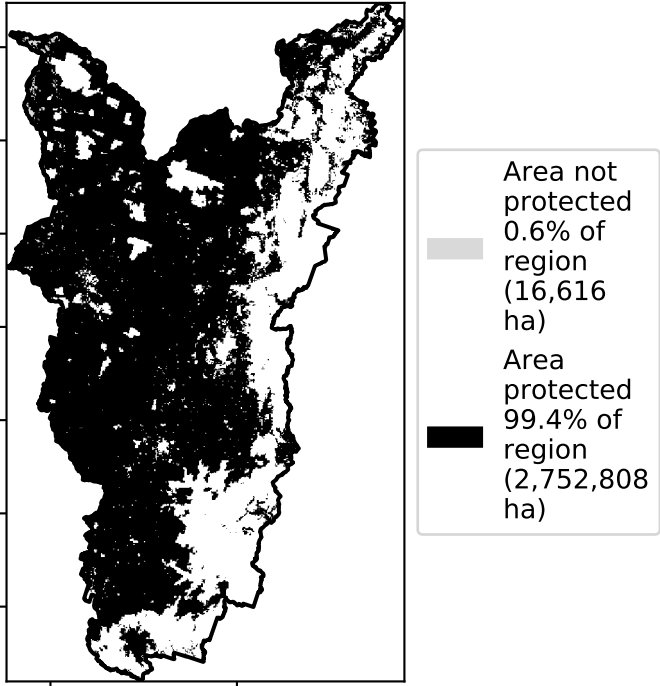 Area not
protected
0.6% of
region
(16,616
ha)
Area
protected
99.4% of
region
(2,752,808
ha)